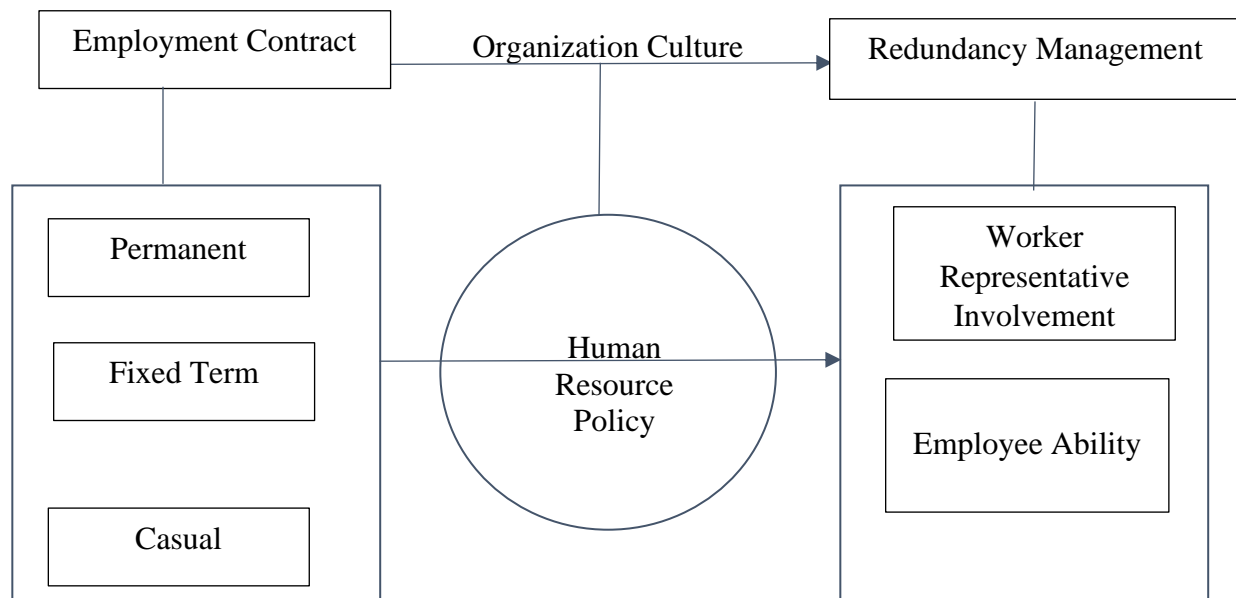 Employment Contract
Organization Culture
Redundancy Management
Permanent
Fixed Term
Casual
Human
Resource
Policy
Worker
Representative
Involvement
Employee Ability